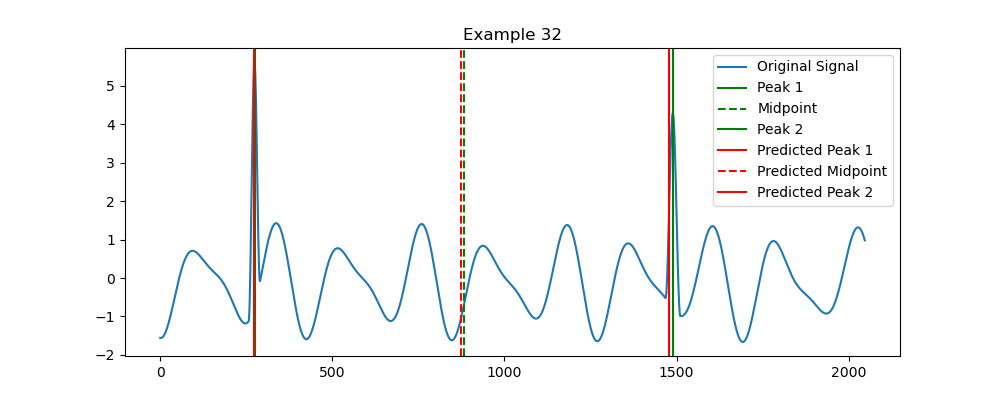 Example 32
Original Signal
Peak 1
Midpoint
Peak 2
Predicted Peak 1
Predicted Midpoint
Predicted Peak 2
5
4
3
2
1
0
−1
−2
0 500 1000 1500 2000